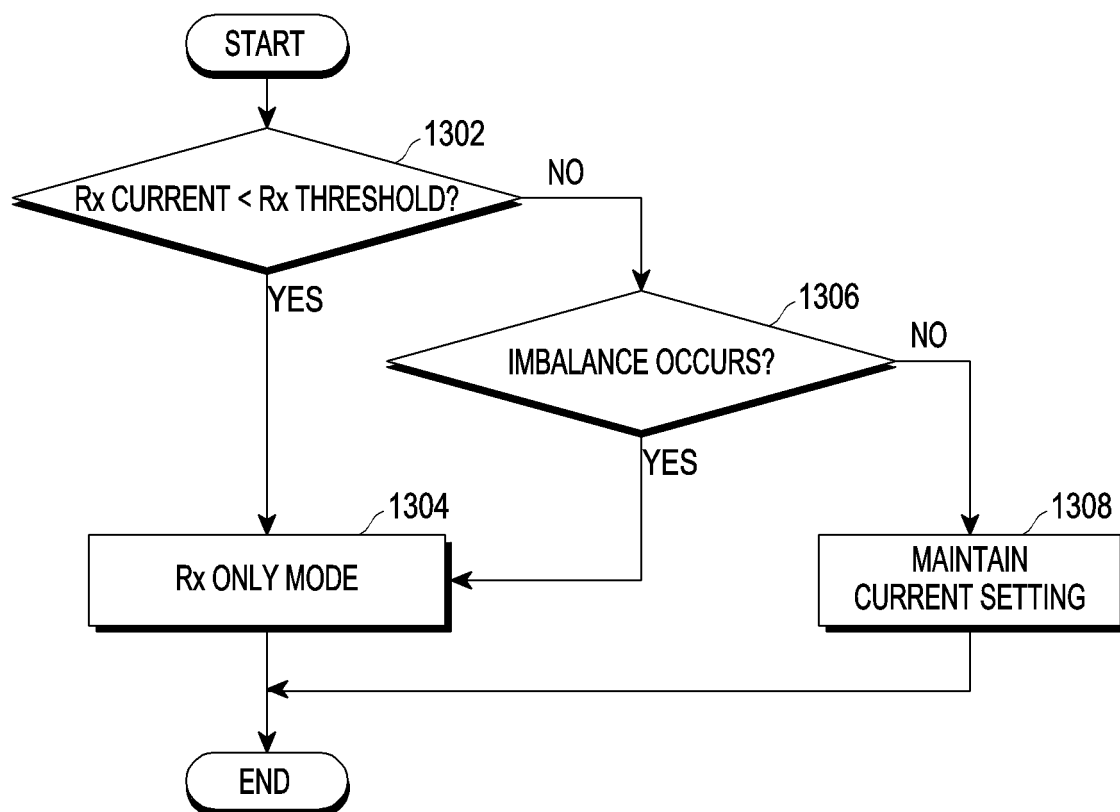 START
1302
Rx CURRENT < Rx THRESHOLD?
NO
YES
1306
IMBALANCE OCCURS?
NO
YES
1304
Rx ONLY MODE
1308
MAINTAIN
CURRENT SETTING
END